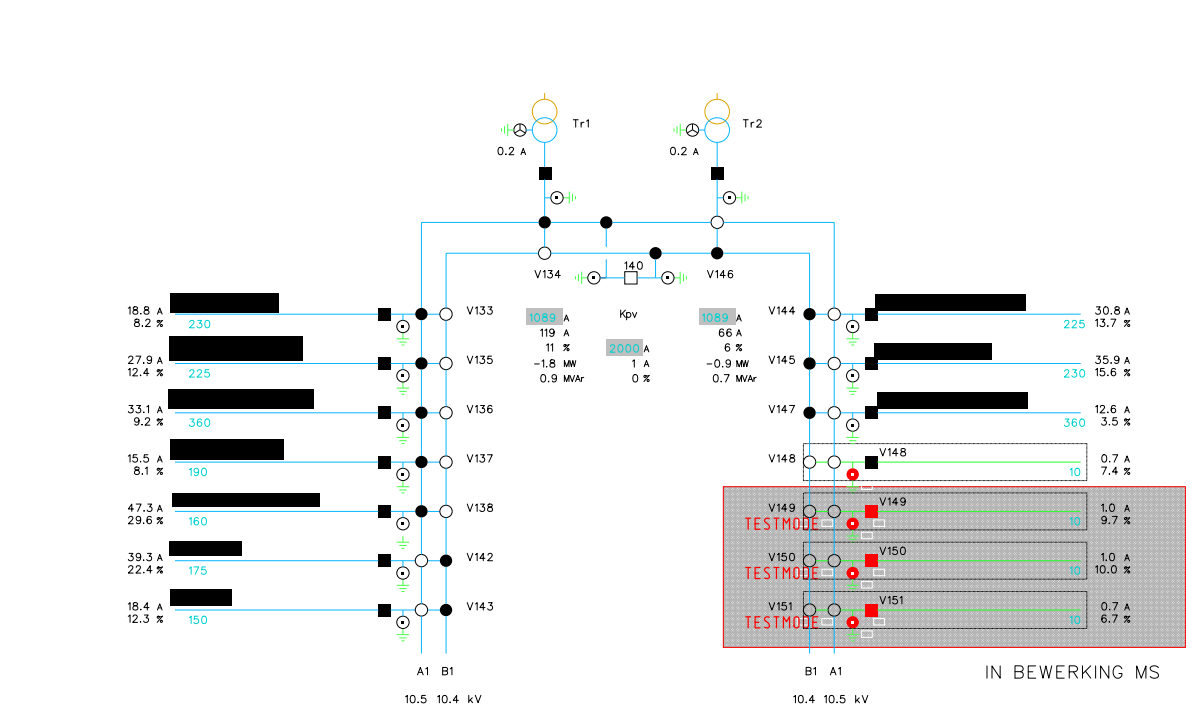 Tr1
Tr2
0.2 A
0.2 A
V134
140
V146
18.8 A
8.2 %
230
V133
27.9 A
12.4 %
225
V135
33.1 A
9.2 %
360
V136
15.5 A
8.1 %
190
V137
47.3 A
29.6 %
160
V138
39.3 A
22.4 %
175
V142
18.4 A
12.3 %
150
V143
1089 A
119 A
11 %
-1.8 MW
0.9 MVAr
Kpv
2000 A
1 A
0 %
1089 A
66 A
6 %
-0.9 MW
0.7 MVAr
V144
225
30.8 A
13.7 %
V145
230
35.9 A
15.6 %
V147
360
12.6 A
3.5 %
V148
V148
10
0.7 A
7.4 %
V149
V149
TESTMODE
10
1.0 A
9.7 %
V150
V150
TESTMODE
10
1.0 A
10.0 %
V151
V151
TESTMODE
10
0.7 A
6.7 %
A1 B1
10.5 10.4 kV
B1 A1
10.4 10.5 kV
IN BEWERKING MS